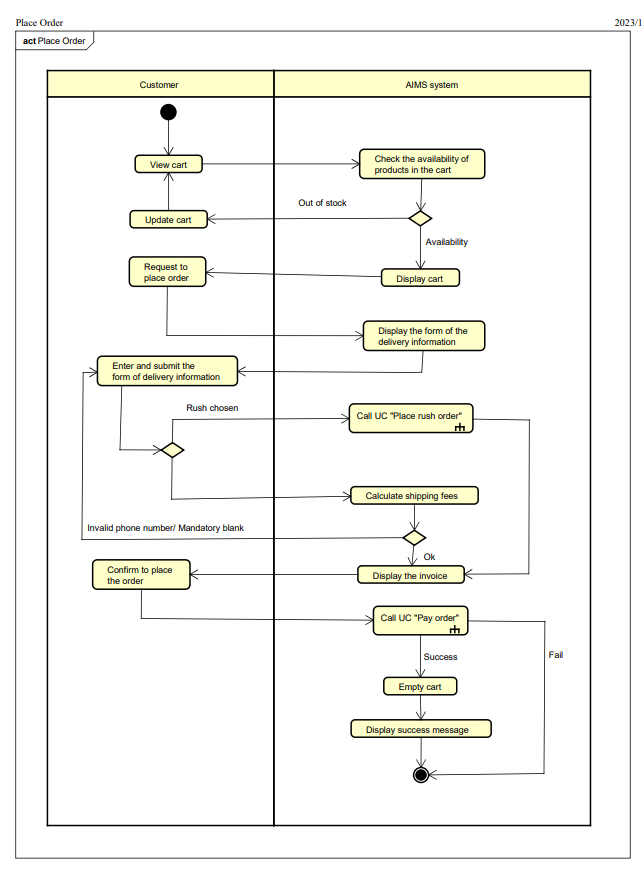 Place Order
2023/1
act Place Order
Customer
AIMS system
View cart
Check the availability of
products in the cart
Out of stock
Update cart
Availability
Request to
place order
Display cart
Display the form of the
delivery information
Enter and submit the
form of delivery information
Rush chosen
Call UC "Place rush order"
Calculate shipping fees
Invalid phone number/ Mandatory blank
Ok
Confirm to place
the order
Display the invoice
Call UC "Pay order"
Success
Fail
Empty cart
Display success message